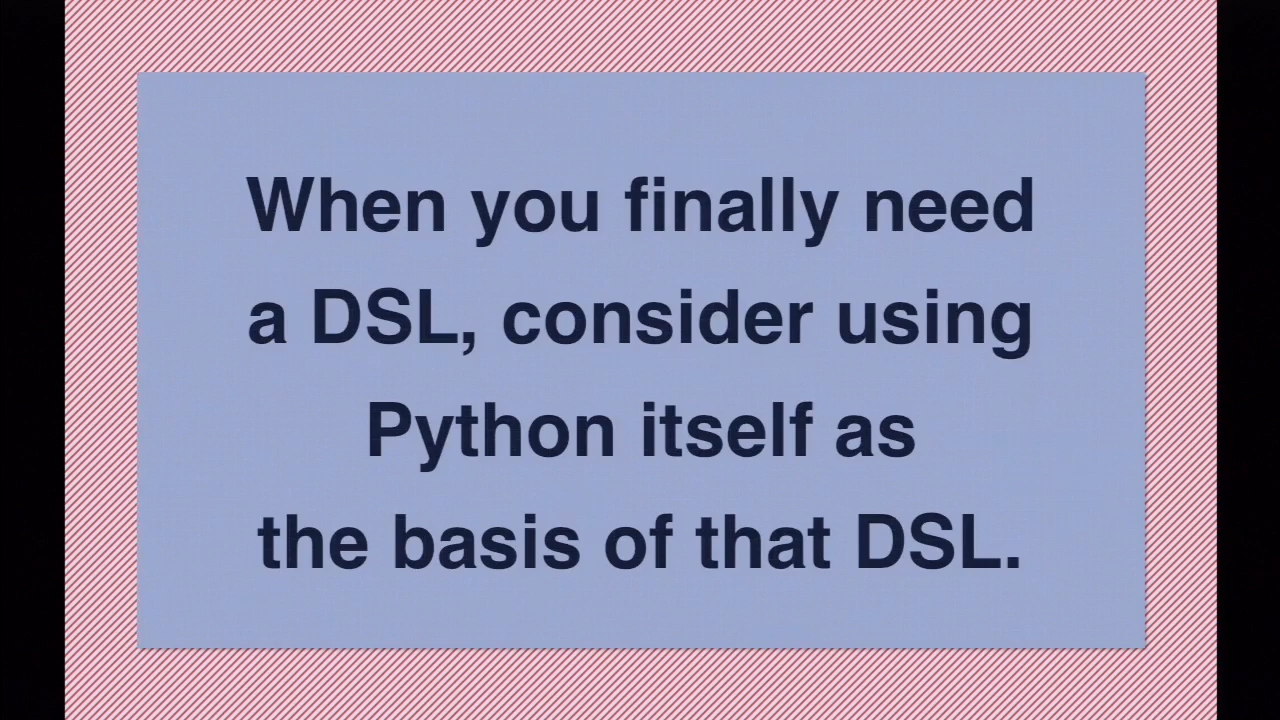 When you finally need
a DSL, consider using
Python itself as
the basis of that DSL.